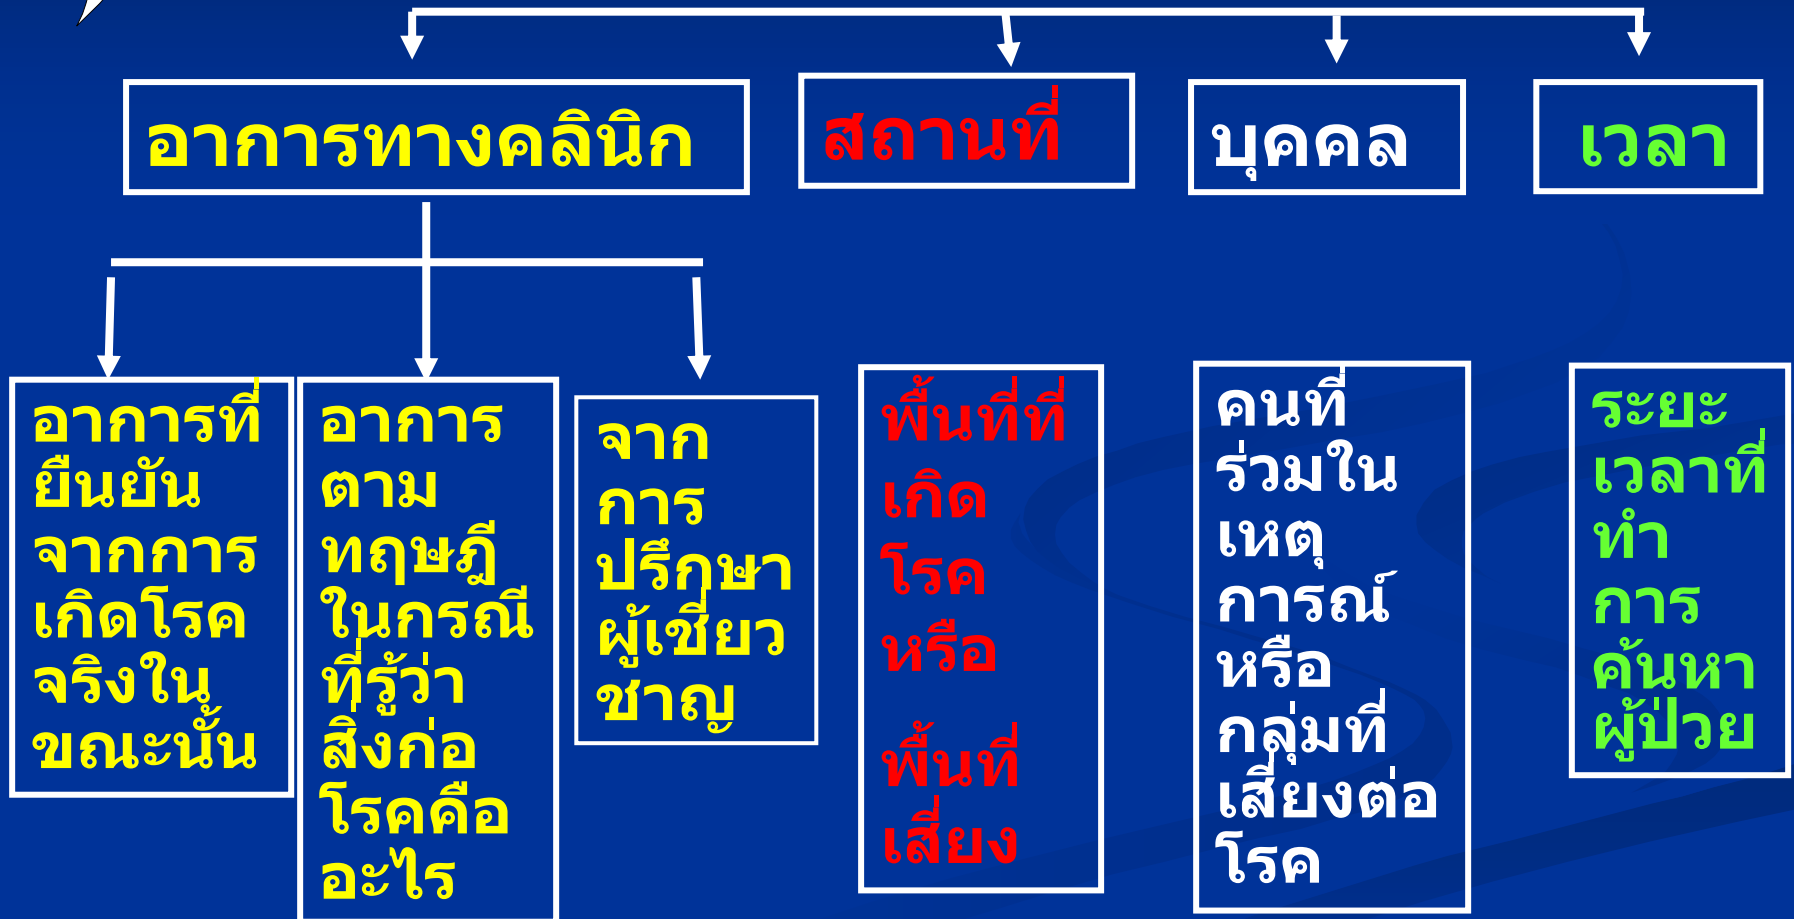 อาการทางคลินิก
สถานที่
บุคคล
เวลา
อาการที่
ยืนยัน
จากการ
เกิดโรค
จริงใน
ขณะนั้น
อาการ
ตาม
ทฤษฎี
ในกรณี
ที่รู้ว่า
สิ่งก่อ
โรคคือ
อะไร
จาก
การ
ปรึกษา
ผู้เชี่ยว
ชาญ
พื้นที่ที่
เกิด
โรค
หรือ
พื้นที่
เสี่ยง
คนที่
ร่วมใน
เหตุ
การณ์
หรือ
กลุ่มที่
เสี่ยงต่อ
โรค
ระยะ
เวลาที่
ทำ
การ
ค้นหา
ผู้ป่วย